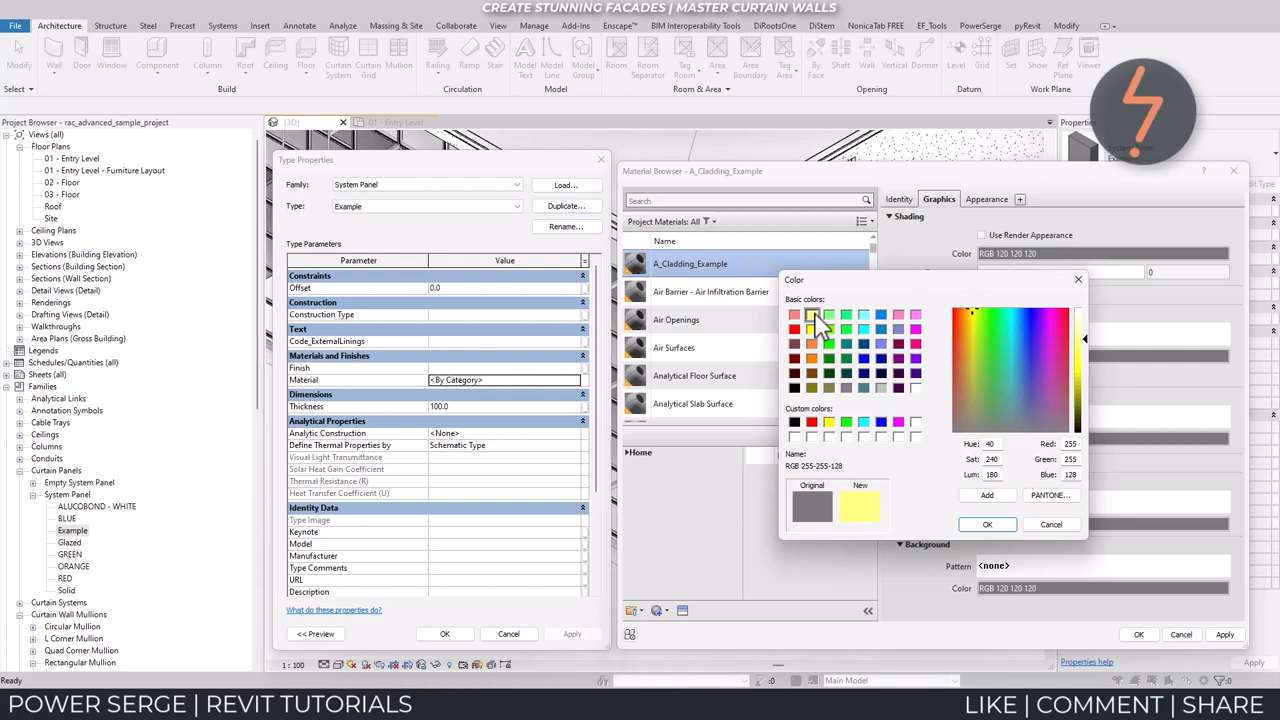 CREATE STUNNING FACADES | MASTER CURTAIN WALLS
File Architecture Structure Steel Precast Systems Insert Annotate Analyze Massing & Site Collaborate View Manage Add-Ins Enscape™ BIM Interoperability Tools DiRootsOne DiStem NonicaTab FREE EF_Tools PowerSerge pyRevit Modify
Modify Wall Door Window Component Column Roof Ceiling Floor Curtain System Curtain Grid Mullion Railing Ramp Stair Model Text Model Line Model Group Room Room Separator Tag Room Area Area Boundary Tag Area By Face Shaft Wall Vertical Dormer Level Grid Set Show Ref Plane Viewer
Select Build Circulation Model Room & Area Opening Datum Work Plane
Project Browser - rac_advanced_sample_project
Views (all)
Floor Plans
01 - Entry Level
01 - Entry Level - Furniture Layout
02 - Floor
03 - Floor
Roof
Site
Ceiling Plans
3D Views
Elevations (Building Elevation)
Sections (Building Section)
Sections (Wall Section)
Detail Views (Detail)
Renderings
Walkthroughs
Drafting Views (Detail)
Area Plans (Gross Building)
Legends
Schedules/Quantities (all)
Sheets (all)
Families
Analytical Links
Annotation Symbols
Cable Trays
Ceilings
Columns
Conduits
Curtain Panels
Empty System Panel
System Panel
ALUCOBOND - WHITE
BLUE
Example
Glazed
GREEN
ORANGE
RED
Solid
Curtain Systems
Curtain Wall Mullions
Circular Mullion
L Corner Mullion
Quad Corner Mullion
Rectangular Mullion
{3D} 01 - Entry Level
Type Properties
Family: System Panel Load...
Type: Example Duplicate...
Rename...
Type Parameters
Parameter Value =
Constraints
Offset 0.0
Construction
Construction Type
Text
Code_ExternalLinings
Materials and Finishes
Finish
Material <By Category>
Dimensions
Thickness 100.0
Analytical Properties
Analytic Construction <None>
Define Thermal Properties by Schematic Type
Visual Light Transmittance
Solar Heat Gain Coefficient
Thermal Resistance (R)
Heat Transfer Coefficient (U)
Identity Data
Type Image
Keynote
Model
Manufacturer
Type Comments
URL
Description
What do these properties do?
<< Preview OK Cancel Apply
1 : 100
Material Browser - A_Cladding_Example ?
Search
Project Materials: All
Name
A_Cladding_Example
Air Barrier - Air Infiltration Barrier
Air Openings
Air Surfaces
Analytical Floor Surface
Analytical Slab Surface
Home
Identity Graphics Appearance +
Shading
Use Render Appearance
Color RGB 120 120 120
0
Background
Pattern <none>
Color RGB 120 120 120
OK Cancel Apply
Color
Basic colors:
Custom colors:
Name:
RGB 255-255-128
Original New
Hue: 40 Red: 255
Sat: 240 Green: 255
Lum: 180 Blue: 128
Add PANTONE...
OK Cancel
Properties
Properties help Apply
Ready :0 Main Model :0
POWER SERGE | REVIT TUTORIALS LIKE | COMMENT | SHARE